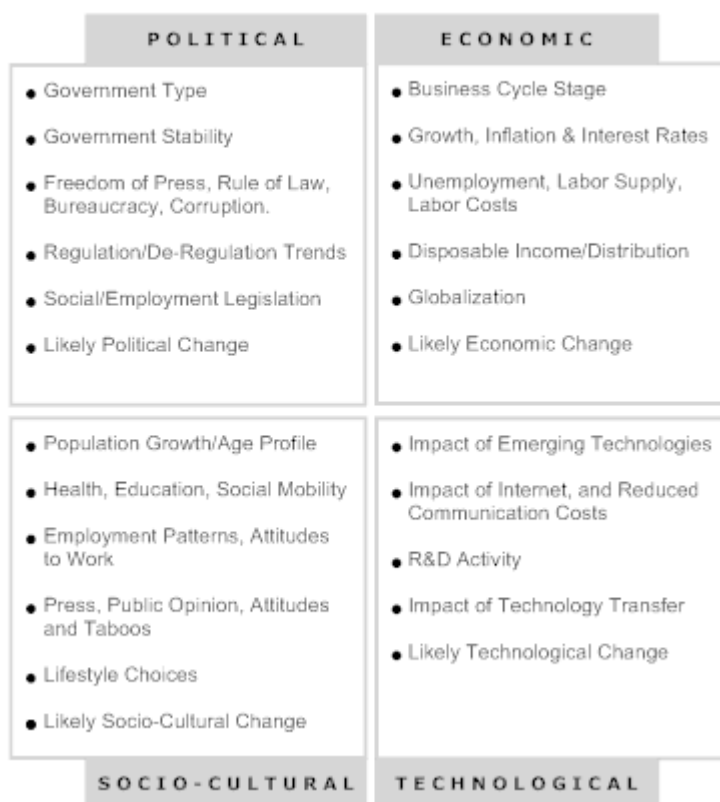 POLITICAL
● Government Type
● Government Stability
● Freedom of Press, Rule of Law,
Bureaucracy, Corruption.
● Regulation/De-Regulation Trends
● Social/Employment Legislation
● Likely Political Change
ECONOMIC
● Business Cycle Stage
● Growth, Inflation & Interest Rates
● Unemployment, Labor Supply,
Labor Costs
● Disposable Income/Distribution
● Globalization
● Likely Economic Change
● Population Growth/Age Profile
● Health, Education, Social Mobility
● Employment Patterns, Attitudes
to Work
● Press, Public Opinion, Attitudes
and Taboos
● Lifestyle Choices
● Likely Socio-Cultural Change
SOCIO-CULTURAL
● Impact of Emerging Technologies
● Impact of Internet, and Reduced
Communication Costs
● R&D Activity
● Impact of Technology Transfer
● Likely Technological Change
TECHNOLOGICAL